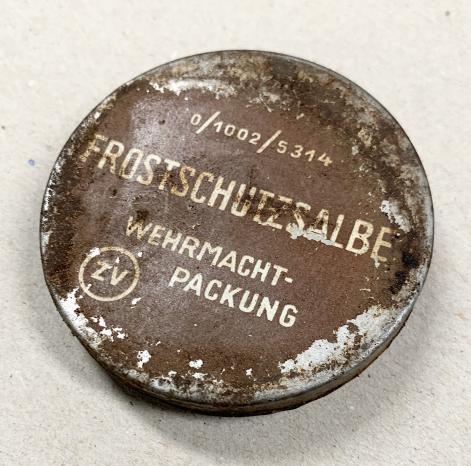 0/1002/5314
FROSTSCHUTZSALBE
WEHRMACHT-
PACKUNG
ZV